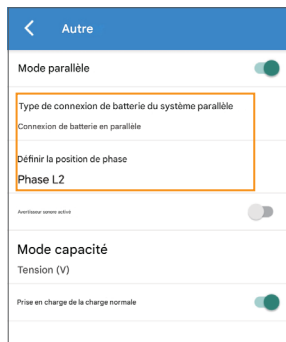 Autre
Mode parallèle
Type de connexion de batterie du système parallèle
Connexion de batterie en parallèle
Définir la position de phase
Phase L2
Avertisseur sonore activé
Mode capacité
Tension (V)
Prise en charge de la charge normale